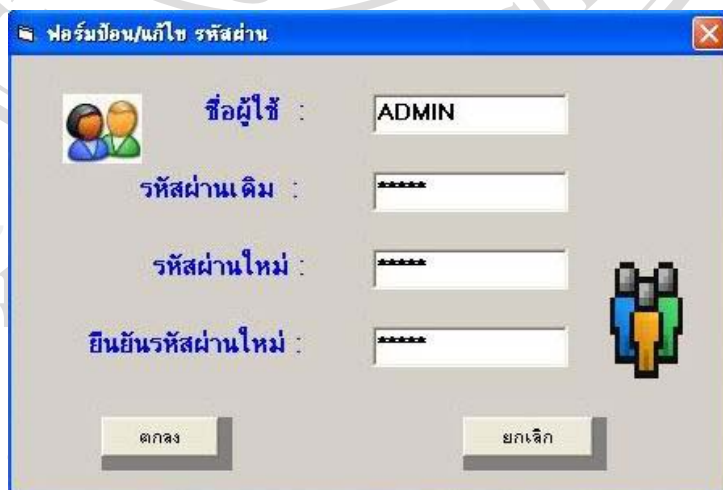 ฟอร์มป้อน/แก้ไข รหัสผ่าน
ชื่อผู้ใช้ : ADMIN
รหัสผ่านเดิม : *****
รหัสผ่านใหม่ : *****
ยืนยันรหัสผ่านใหม่ : *****
ตกลง ยกเลิก